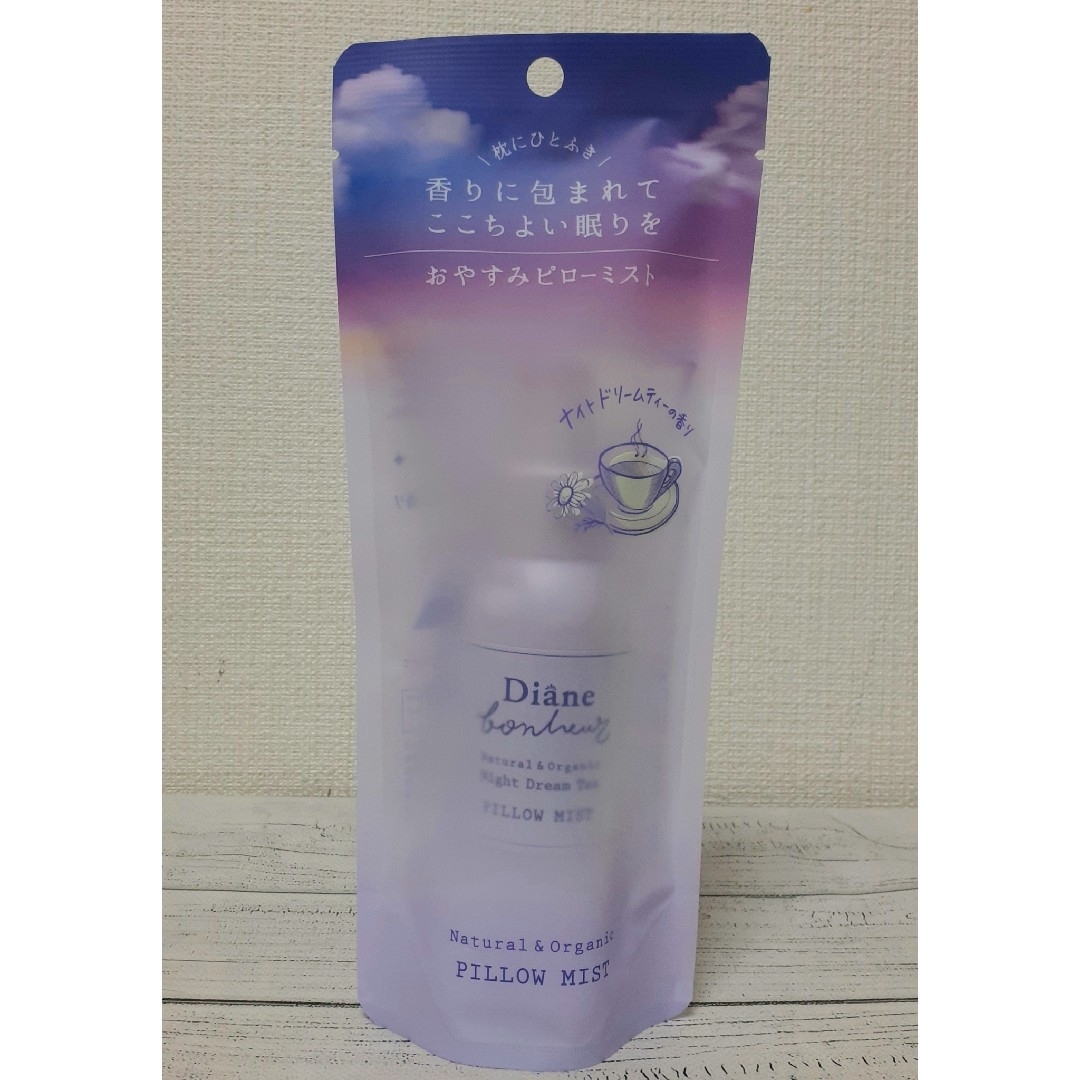 \枕にひとふき/
香りに包まれて
ここちよい眠りを
おやすみピローミスト
ナイトドリームティーの香り
Diane
bonheur
Natural & Organic
Night Dream Tea
PILLOW MIST
Natural & Organic
PILLOW MIST